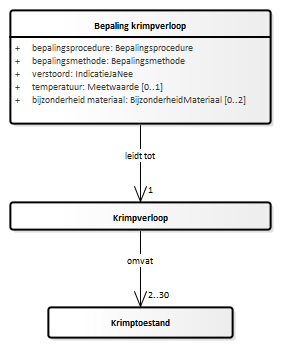 Bepaling krimpverloop
+ bepalingsprocedure: Bepalingsprocedure
+ bepalingsmethode: Bepalingsmethode
+ verstoord: IndicatieJaNee
+ temperatuur: Meetwaarde [0..1]
+ bijzonderheid materiaal: BijzonderheidMateriaal [0..2]
leidt tot
1
Krimpverloop
omvat
2..30
Krimptoestand